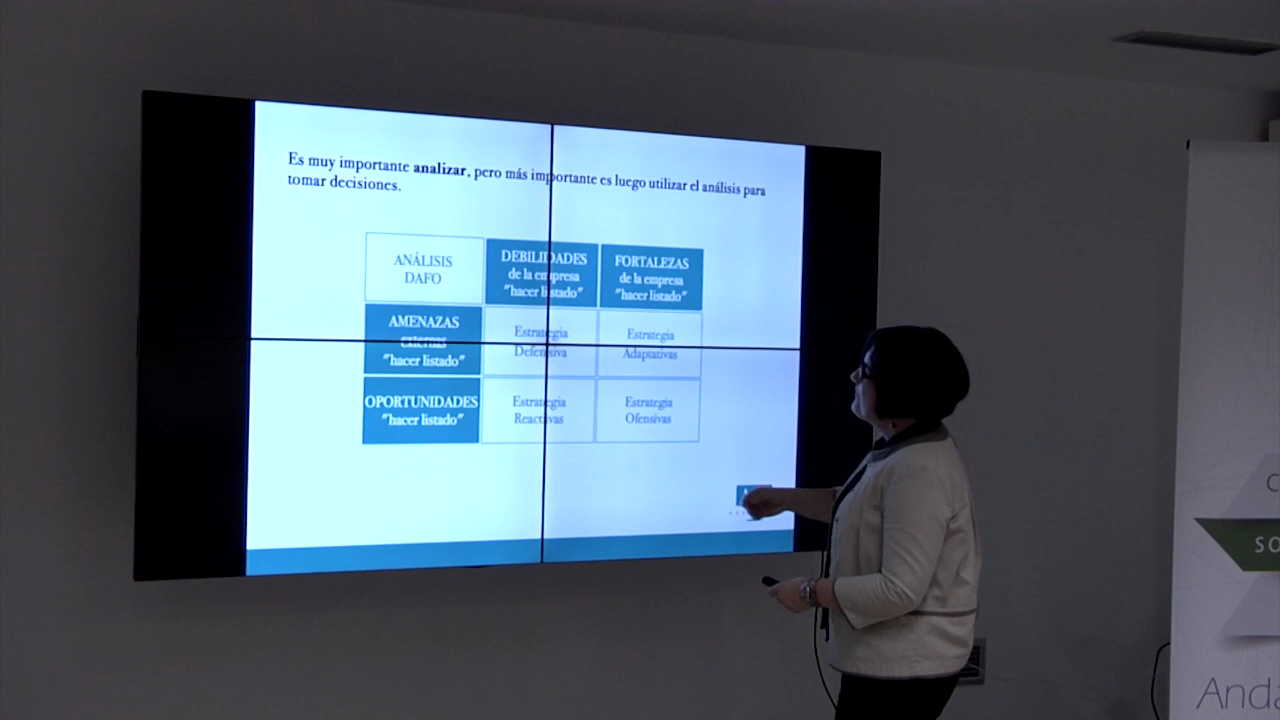 Es muy importante analizar, pero más importante es luego utilizar el análisis para
tomar decisiones.
ANÁLISIS
DAFO
DEBILIDADES
de la empresa
"hacer listado"
FORTALEZAS
de la empresa
"hacer listado"
AMENAZAS
externas
"hacer listado"
Estrategia
Defensiva
Estrategia
Adaptativas
OPORTUNIDADES
"hacer listado"
Estrategia
Reactivas
Estrategia
Ofensivas
C
SO
Anda